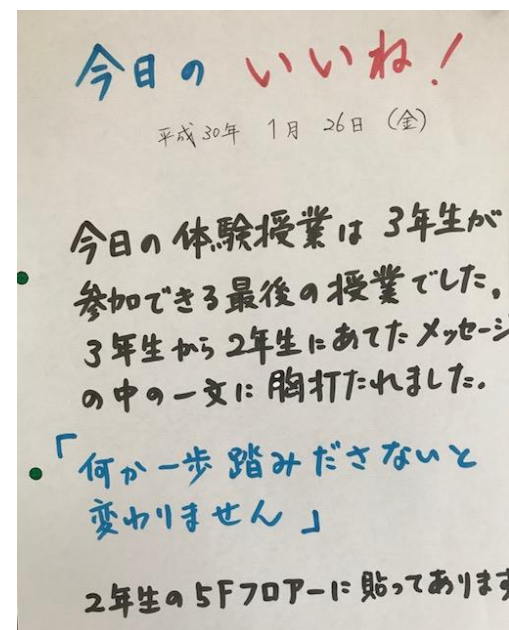 今日の いいね!
平成30年 1月 26日 (金)
今日の体験授業は 3年生が
参加できる最後の授業でした。
3年生から2年生にあてたメッセージ
の中の一文に 胸打たれました。
「何か一歩 踏みださないと
変わりません」
2年生の5Fフロアーに貼ってあります